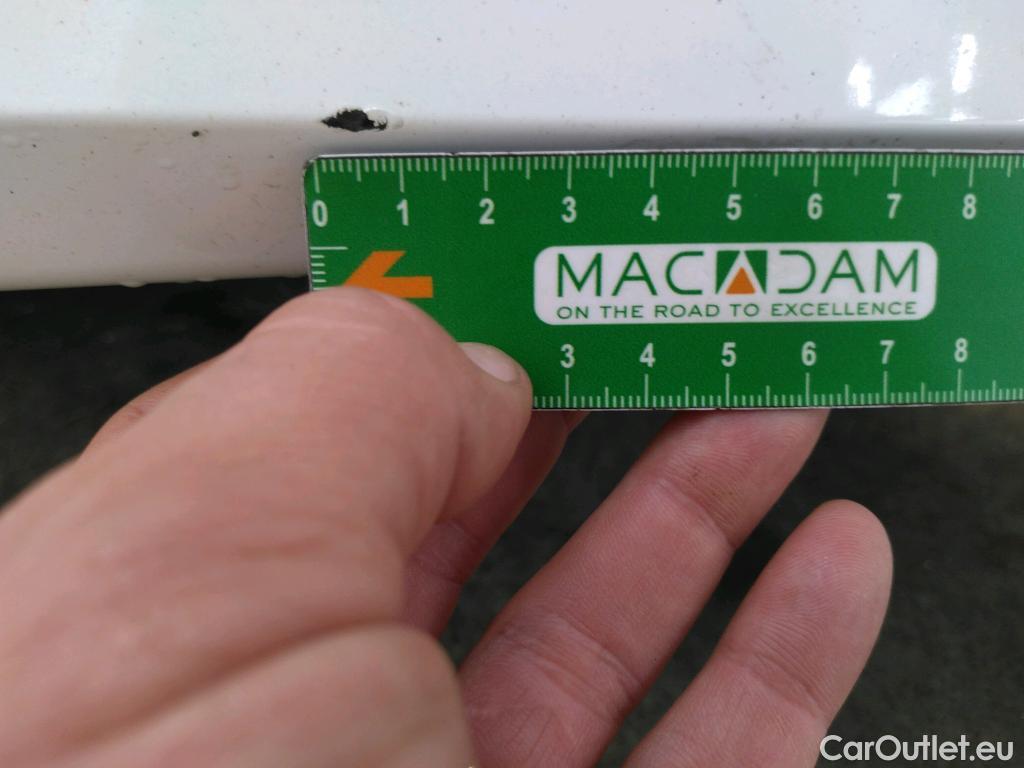 0 1 2 3 4 5 6 7 8
MACADAM
ON THE ROAD TO EXCELLENCE
3 4 5 6 7 8
CarOutlet.eu